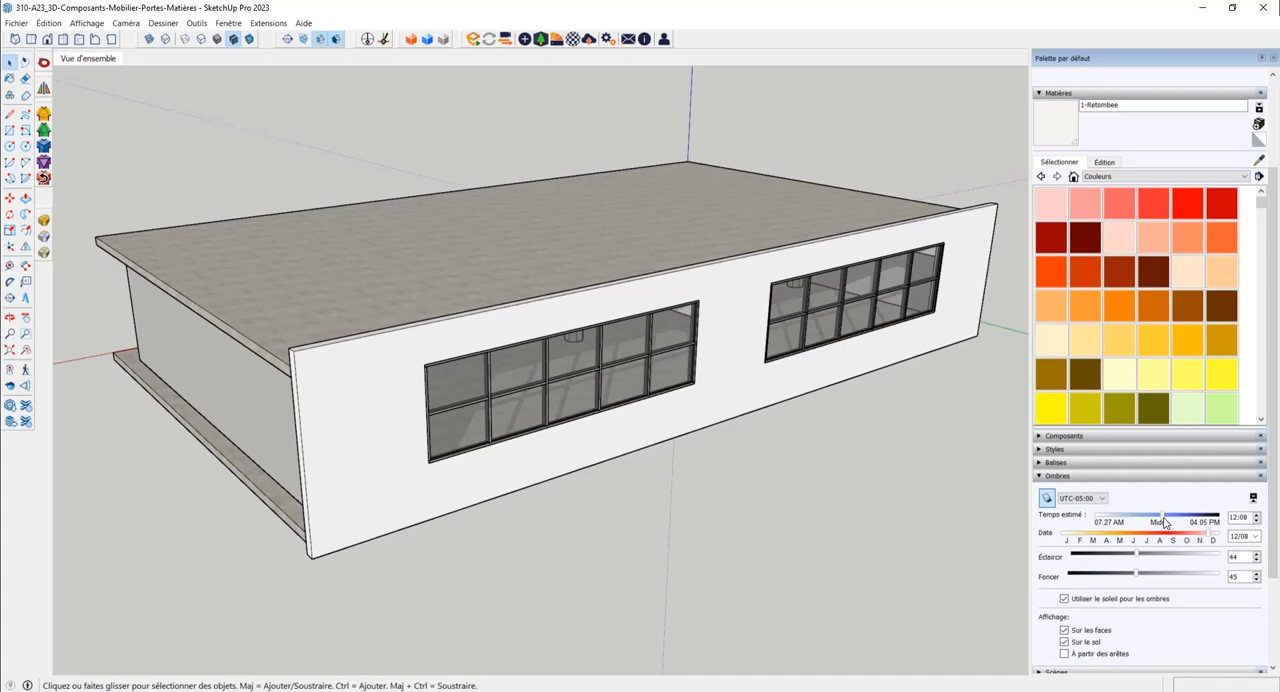 310-A23_3D-Composants-Mobilier-Portes-Matières - SketchUp Pro 2023
Fichier Édition Affichage Caméra Dessiner Outils Fenêtre Extensions Aide
Vue d'ensemble
Palette par défaut
Matières
1-Retombee
Sélectionner Édition
Couleurs
Composants
Styles
Balises
Ombres
UTC-05:00
Temps estimé : 12:08
07:27 AM Midi 04:05 PM
Date 12/08
J F M A M J J A S O N D
Éclaircir 44
Foncer 45
Utiliser le soleil pour les ombres
Affichage:
Sur les faces
Sur le sol
À partir des arêtes
Scènes
Cliquez ou faites glisser pour sélectionner des objets. Maj = Ajouter/Soustraire. Ctrl = Ajouter. Maj + Ctrl = Soustraire.